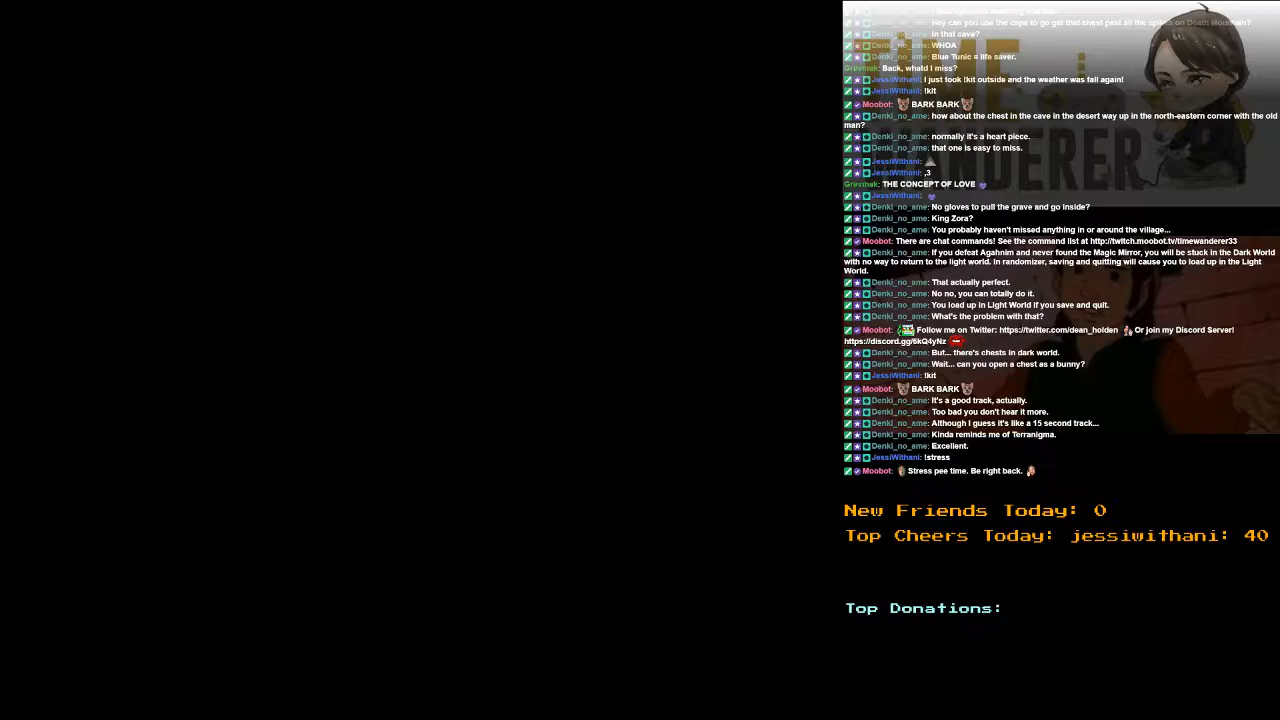 Hey can you use the cape to go get that chest past all the spikes on Death Mountain?
Denki_no_ame: In that cave?
Denki_no_ame: WHOA
Denki_no_ame: Blue Tunic = life saver.
Grevmak: Back, whatd I miss?
JessiWithani: I just took !kit outside and the weather was fall again!
JessiWithani: !kit
Moobot: BARK BARK
Denki_no_ame: how about the chest in the cave in the desert way up in the north-eastern corner with the old
man?
Denki_no_ame: normally it's a heart piece.
Denki_no_ame: that one is easy to miss.
JessiWithani:
JessiWithani: ,3
Grevmak: THE CONCEPT OF LOVE
JessiWithani:
Denki_no_ame: No gloves to pull the grave and go inside?
Denki_no_ame: King Zora?
Denki_no_ame: You probably haven't missed anything in or around the village...
Moobot: There are chat commands! See the command list at http://twitch.moobot.tv/timewanderer33
Denki_no_ame: If you defeat Agahnim and never found the Magic Mirror, you will be stuck in the Dark World
with no way to return to the light world. In randomizer, saving and quitting will cause you to load up in the Light
World.
Denki_no_ame: That actually perfect.
Denki_no_ame: No no, you can totally do it.
Denki_no_ame: You load up in Light World if you save and quit.
Denki_no_ame: What's the problem with that?
Moobot: Follow me on Twitter: https://twitter.com/dean_holden Or join my Discord Server!
https://discord.gg/6kQ4yNz
Denki_no_ame: But... there's chests in dark world.
Denki_no_ame: Wait... can you open a chest as a bunny?
JessiWithani: !kit
Moobot: BARK BARK
Denki_no_ame: It's a good track, actually.
Denki_no_ame: Too bad you don't hear it more.
Denki_no_ame: Although I guess it's like a 15 second track...
Denki_no_ame: Kinda reminds me of Terranigma.
Denki_no_ame: Excellent.
JessiWithani: !stress
Moobot: Stress pee time. Be right back.
New Friends Today: 0
Top Cheers Today: jessiwithani: 40
Top Donations: